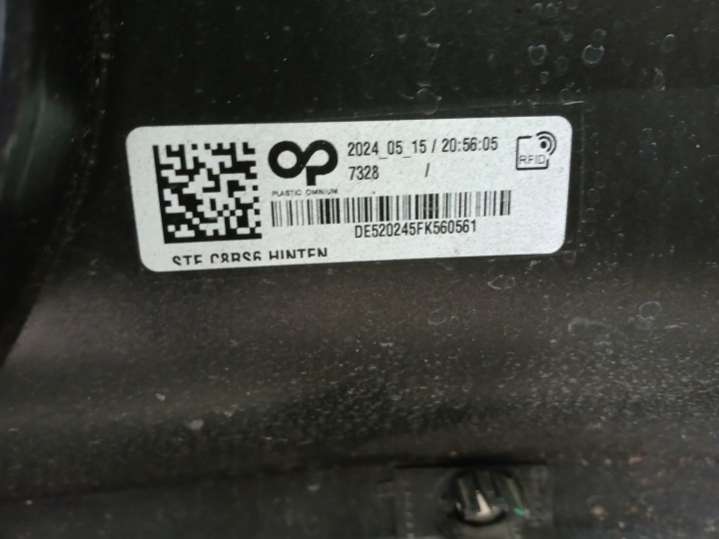 2024_05_15 / 20:56:05
7328 /
RFID
PLASTIC OMNIUM
DE520245FK560561
STF C8RS6 HINTEN